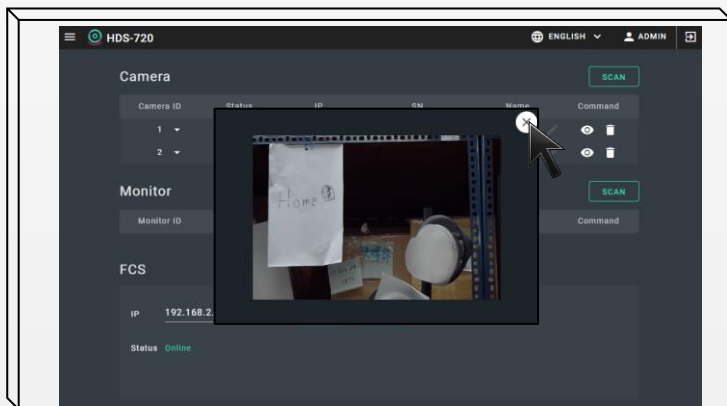 HDS-720
ENGLISH
ADMIN
Camera
SCAN
Camera ID Status IP SN Name Command
1
2
Home
Monitor
SCAN
Monitor ID
Command
FCS
IP 192.168.2.
Status Online